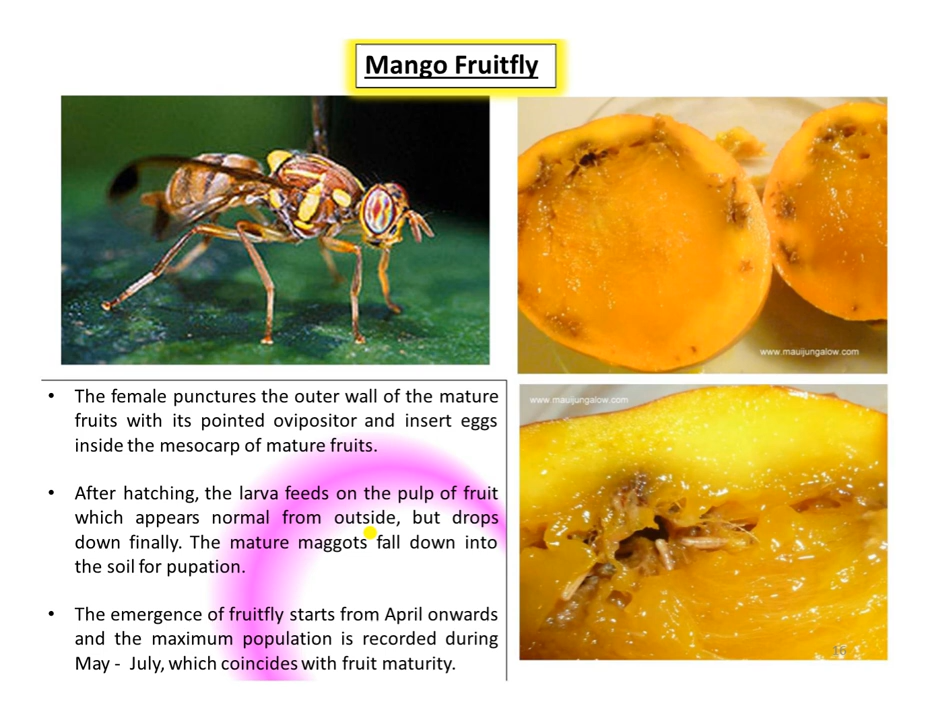 Mango Fruitfly
www.mauijungalow.com
• The female punctures the outer wall of the mature
fruits with its pointed ovipositor and insert eggs
inside the mesocarp of mature fruits.
• After hatching, the larva feeds on the pulp of fruit
which appears normal from outside, but drops
down finally. The mature maggots fall down into
the soil for pupation.
• The emergence of fruitfly starts from April onwards
and the maximum population is recorded during
May - July, which coincides with fruit maturity.
www.mauijungalow.com
16